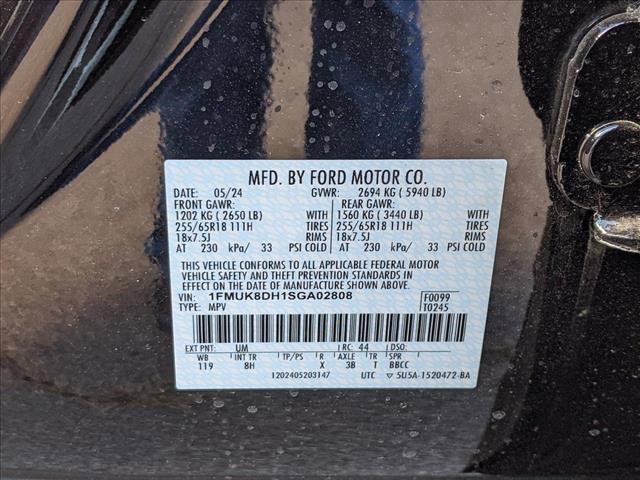 MFD. BY FORD MOTOR CO.
DATE: 05/24 GVWR: 2694 KG ( 5940 LB)
FRONT GAWR: REAR GAWR:
1202 KG ( 2650 LB) WITH 1560 KG ( 3440 LB) WITH
255/65R18 111H TIRES 255/65R18 111H TIRES
18x7.5J RIMS 18x7.5J RIMS
AT 230 kPa/ 33 PSI COLD AT 230 kPa/ 33 PSI COLD
THIS VEHICLE CONFORMS TO ALL APPLICABLE FEDERAL MOTOR
VEHICLE SAFETY AND THEFT PREVENTION STANDARDS IN
EFFECT ON THE DATE OF MANUFACTURE SHOWN ABOVE.
VIN: 1FMUK8DH1SGA02808 F0099
TYPE: MPV T0245
EXT PNT: UM RC: 44 DSO:
WB INT TR TP/PS R AXLE TR SPR
119 8H X 3B T BBCC
1202405203147 UTC ▽ 5U5A-1520472-BA